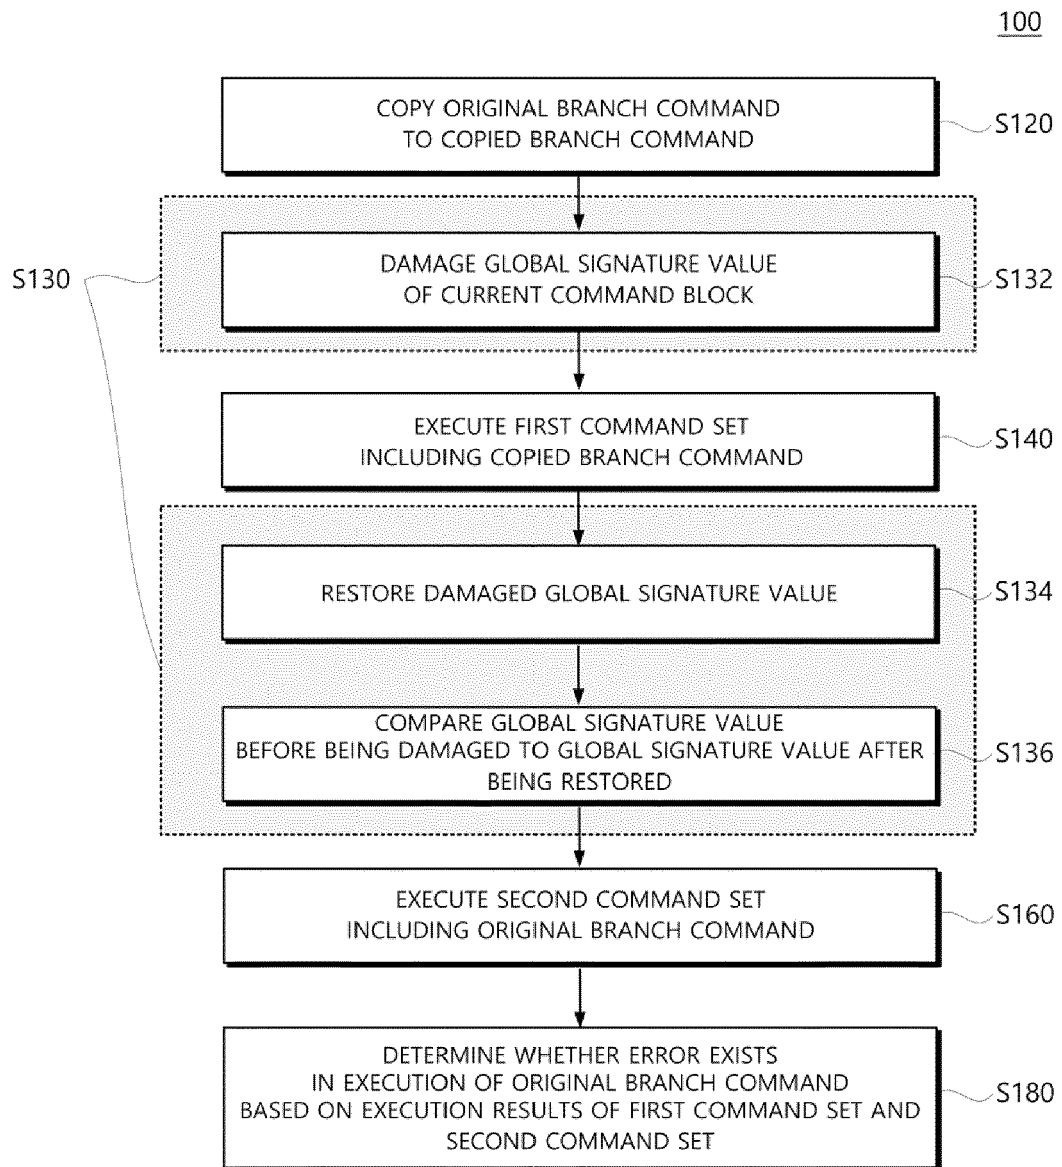 100
COPY ORIGINAL BRANCH COMMAND
TO COPIED BRANCH COMMAND
S120
DAMAGE GLOBAL SIGNATURE VALUE
OF CURRENT COMMAND BLOCK
S132
S130
EXECUTE FIRST COMMAND SET
INCLUDING COPIED BRANCH COMMAND
S140
RESTORE DAMAGED GLOBAL SIGNATURE VALUE
S134
COMPARE GLOBAL SIGNATURE VALUE
BEFORE BEING DAMAGED TO GLOBAL SIGNATURE VALUE AFTER
BEING RESTORED
S136
EXECUTE SECOND COMMAND SET
INCLUDING ORIGINAL BRANCH COMMAND
S160
DETERMINE WHETHER ERROR EXISTS
IN EXECUTION OF ORIGINAL BRANCH COMMAND
BASED ON EXECUTION RESULTS OF FIRST COMMAND SET AND
SECOND COMMAND SET
S180